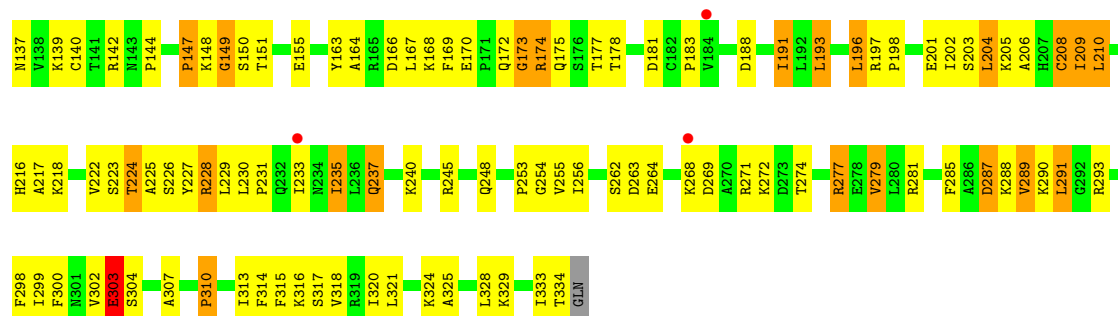 N137 V138 K139 C140 T141 R142 N143 P144 P147 K148 G149 S150 T151 E155 Y163 A164 R165 D166 L167 K168 F169 E170 P171 Q172 G173 R174 Q175 S176 T177 T178 D181 C182 P183 V184 D188 I191 L192 L193 L196 R197 P198 E201 I202 S203 L204 K205 A206 H207 C208 I209 L210
H216 A217 K218 V222 S223 T224 A225 S226 Y227 R228 L229 L230 P231 Q232 I233 N234 I235 L236 Q237 K240 R245 Q248 P253 G254 V255 I256 S262 D263 E264 K268 D269 A270 R271 K272 D273 T274 R277 E278 V279 L280 R281 F285 A286 D287 K288 V289 K290 L291 G292 R293
F298 I299 F300 N301 V302 E303 S304 A307 P310 I313 F314 F315 K316 S317 V318 R319 I320 L321 K324 A325 L328 K329 I333 T334 GLN